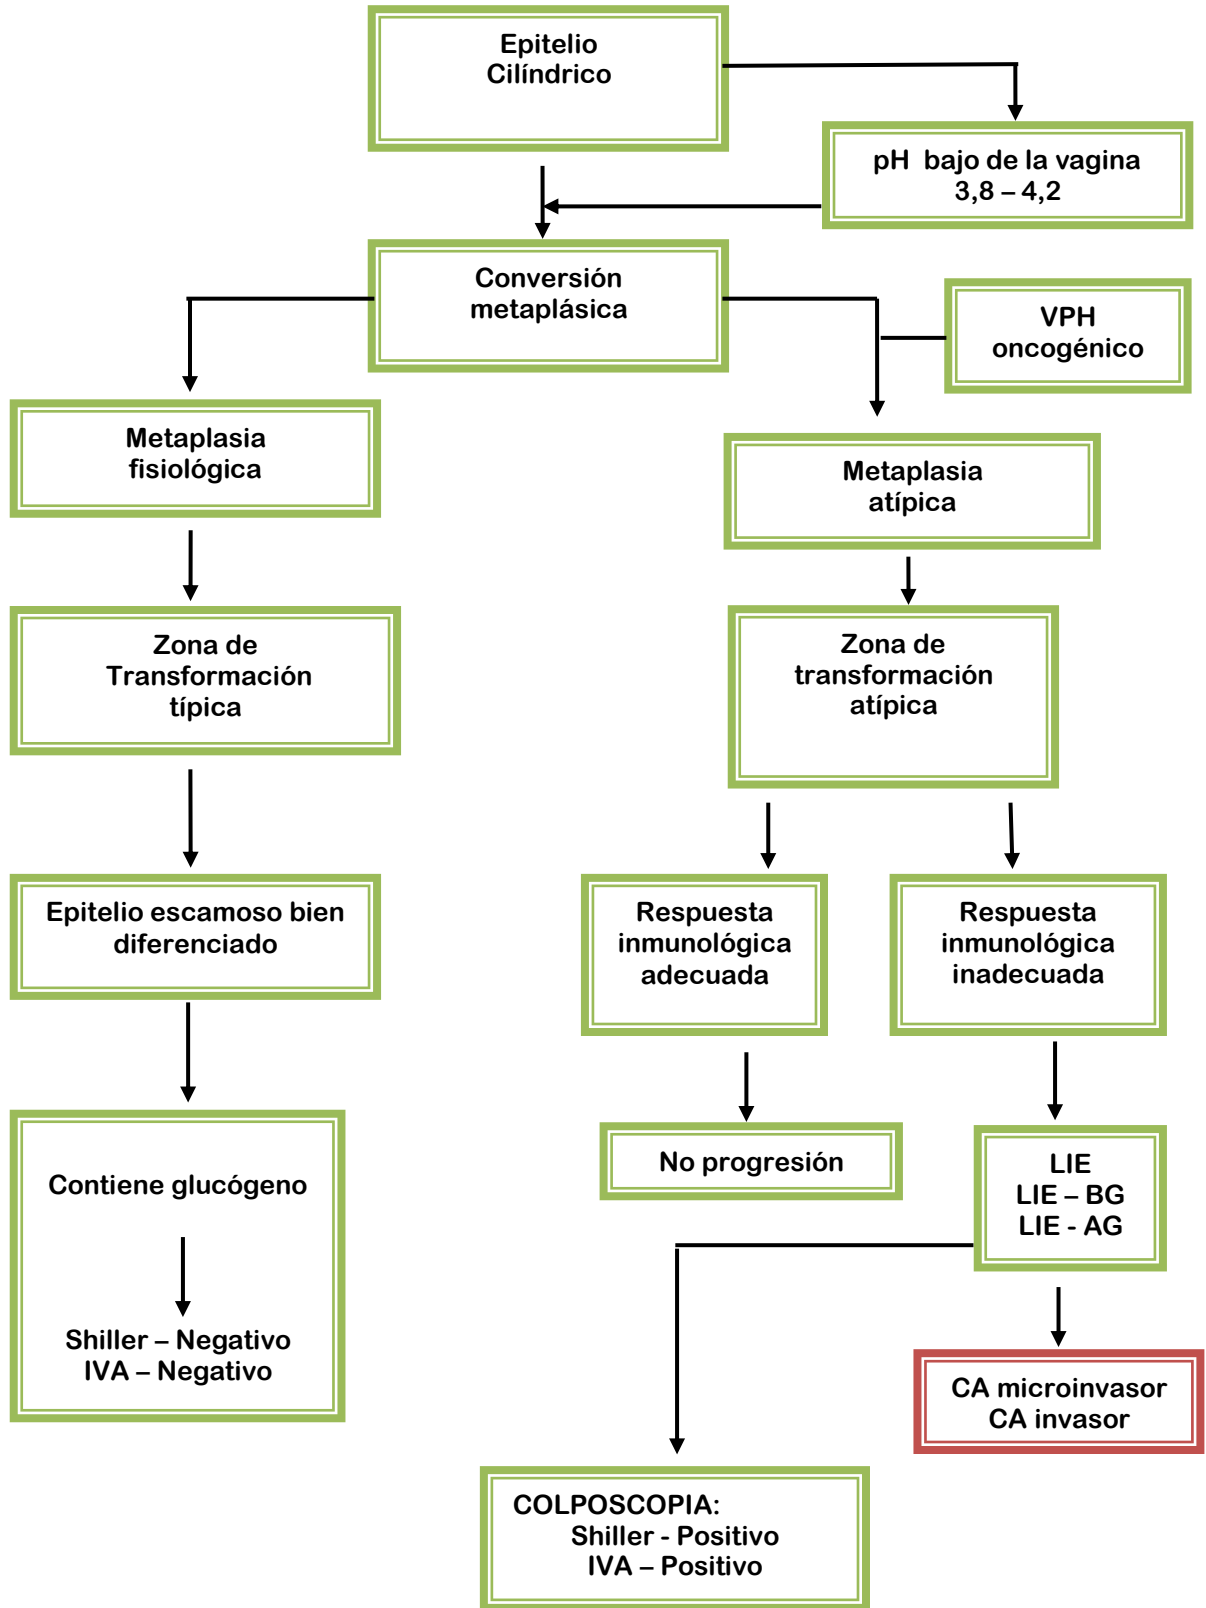 Epitelio
Cilíndrico
pH bajo de la vagina
3,8 – 4,2
Conversión
metaplásica
VPH
oncogénico
Metaplasia
fisiológica
Metaplasia
atípica
Zona de
Transformación
típica
Zona de
transformación
atípica
Epitelio escamoso bien
diferenciado
Respuesta
inmunológica
adecuada
Respuesta
inmunológica
inadecuada
Contiene glucógeno
Shiller – Negativo
IVA – Negativo
No progresión
LIE
LIE – BG
LIE - AG
CA microinvasor
CA invasor
COLPOSCOPIA:
Shiller - Positivo
IVA – Positivo